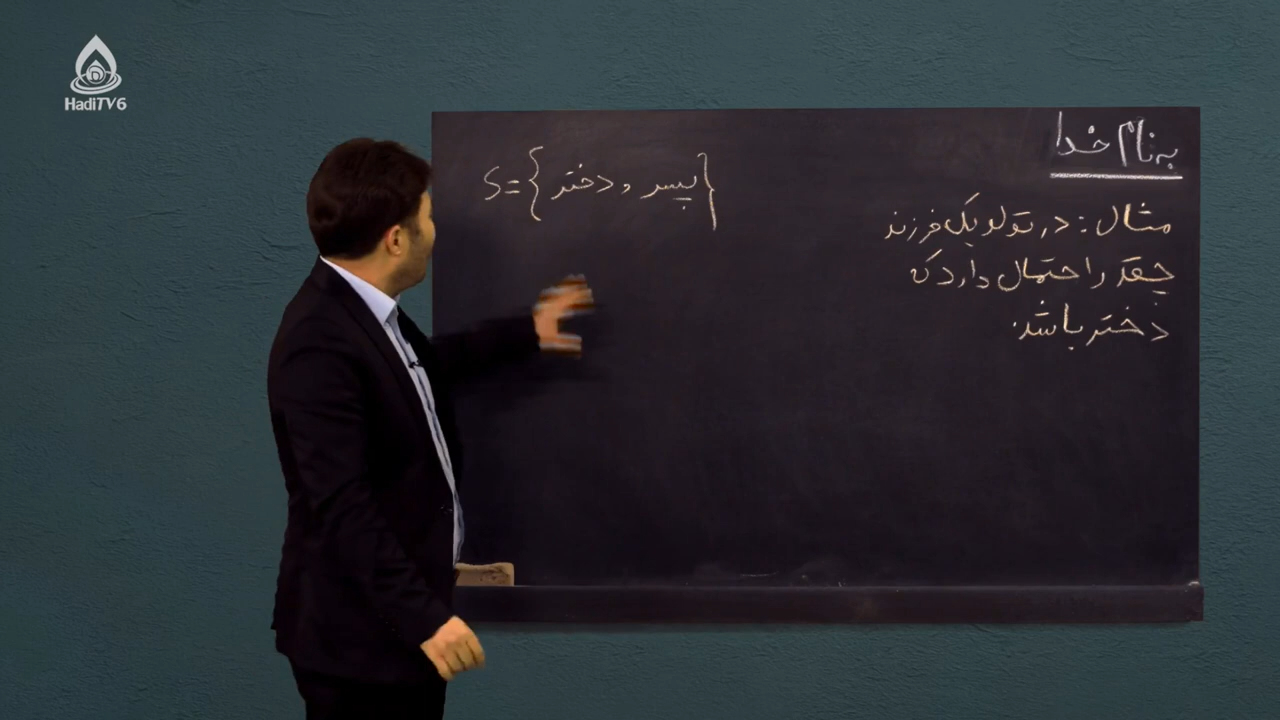 HadiTV6
به نام خدا
مثال: در تولد یک فرزند
چقدر احتمال دارد که
دختر باشد.
S={پسر و دختر}